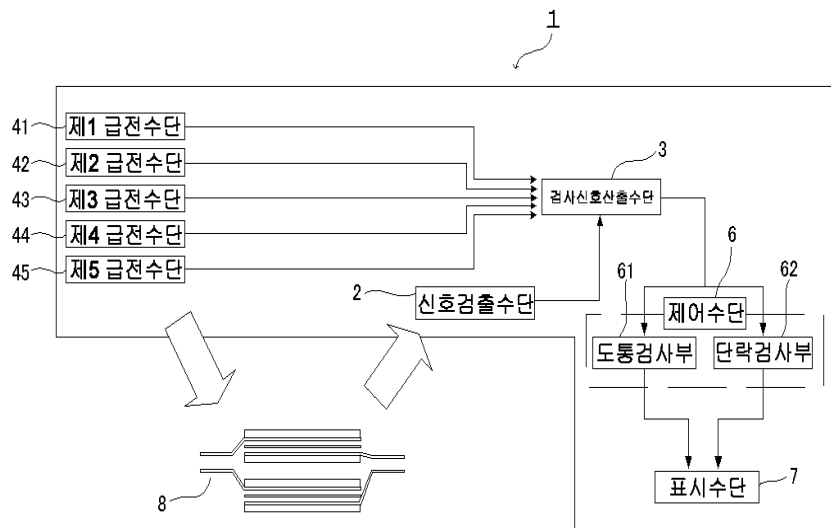 1
41 제1 급전수단
42 제2 급전수단
43 제3 급전수단
44 제4 급전수단
45 제5 급전수단
3
검사신호산출수단
2 신호검출수단
6
제어수단
61
62
도통검사부
단락검사부
표시수단 7
8